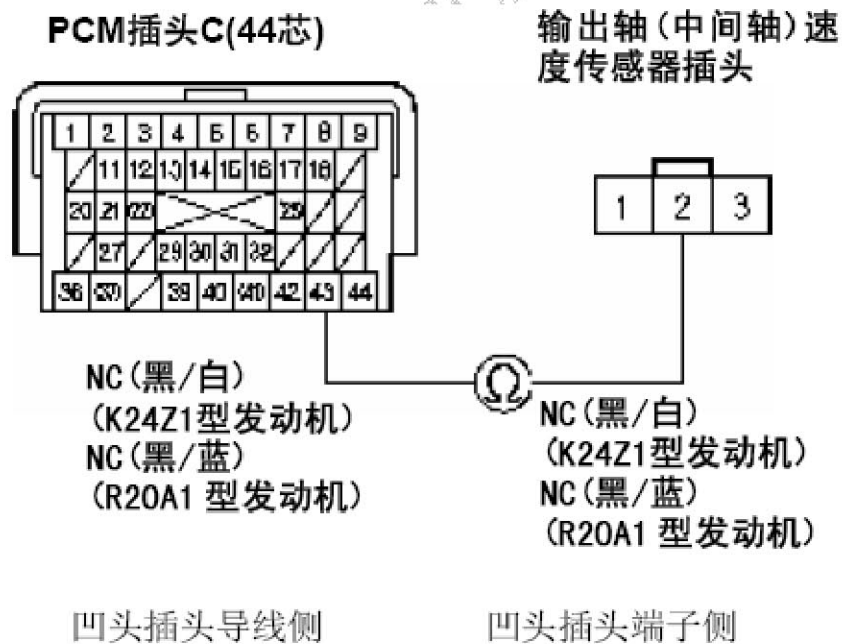 PCM插头C(44芯)
输出轴(中间轴)速
度传感器插头
1 2 3 4 5 6 7 8 9
11 12 13 14 15 16 17 18
20 21 (22) 25
27 29 30 31 32
36 (37) 39 40 (41) 42 43 44
1 2 3
Ω
NC(黑/白)
(K24Z1型发动机)
NC(黑/蓝)
(R20A1 型发动机)
NC(黑/白)
(K24Z1型发动机)
NC(黑/蓝)
(R20A1 型发动机)
凹头插头导线侧
凹头插头端子侧